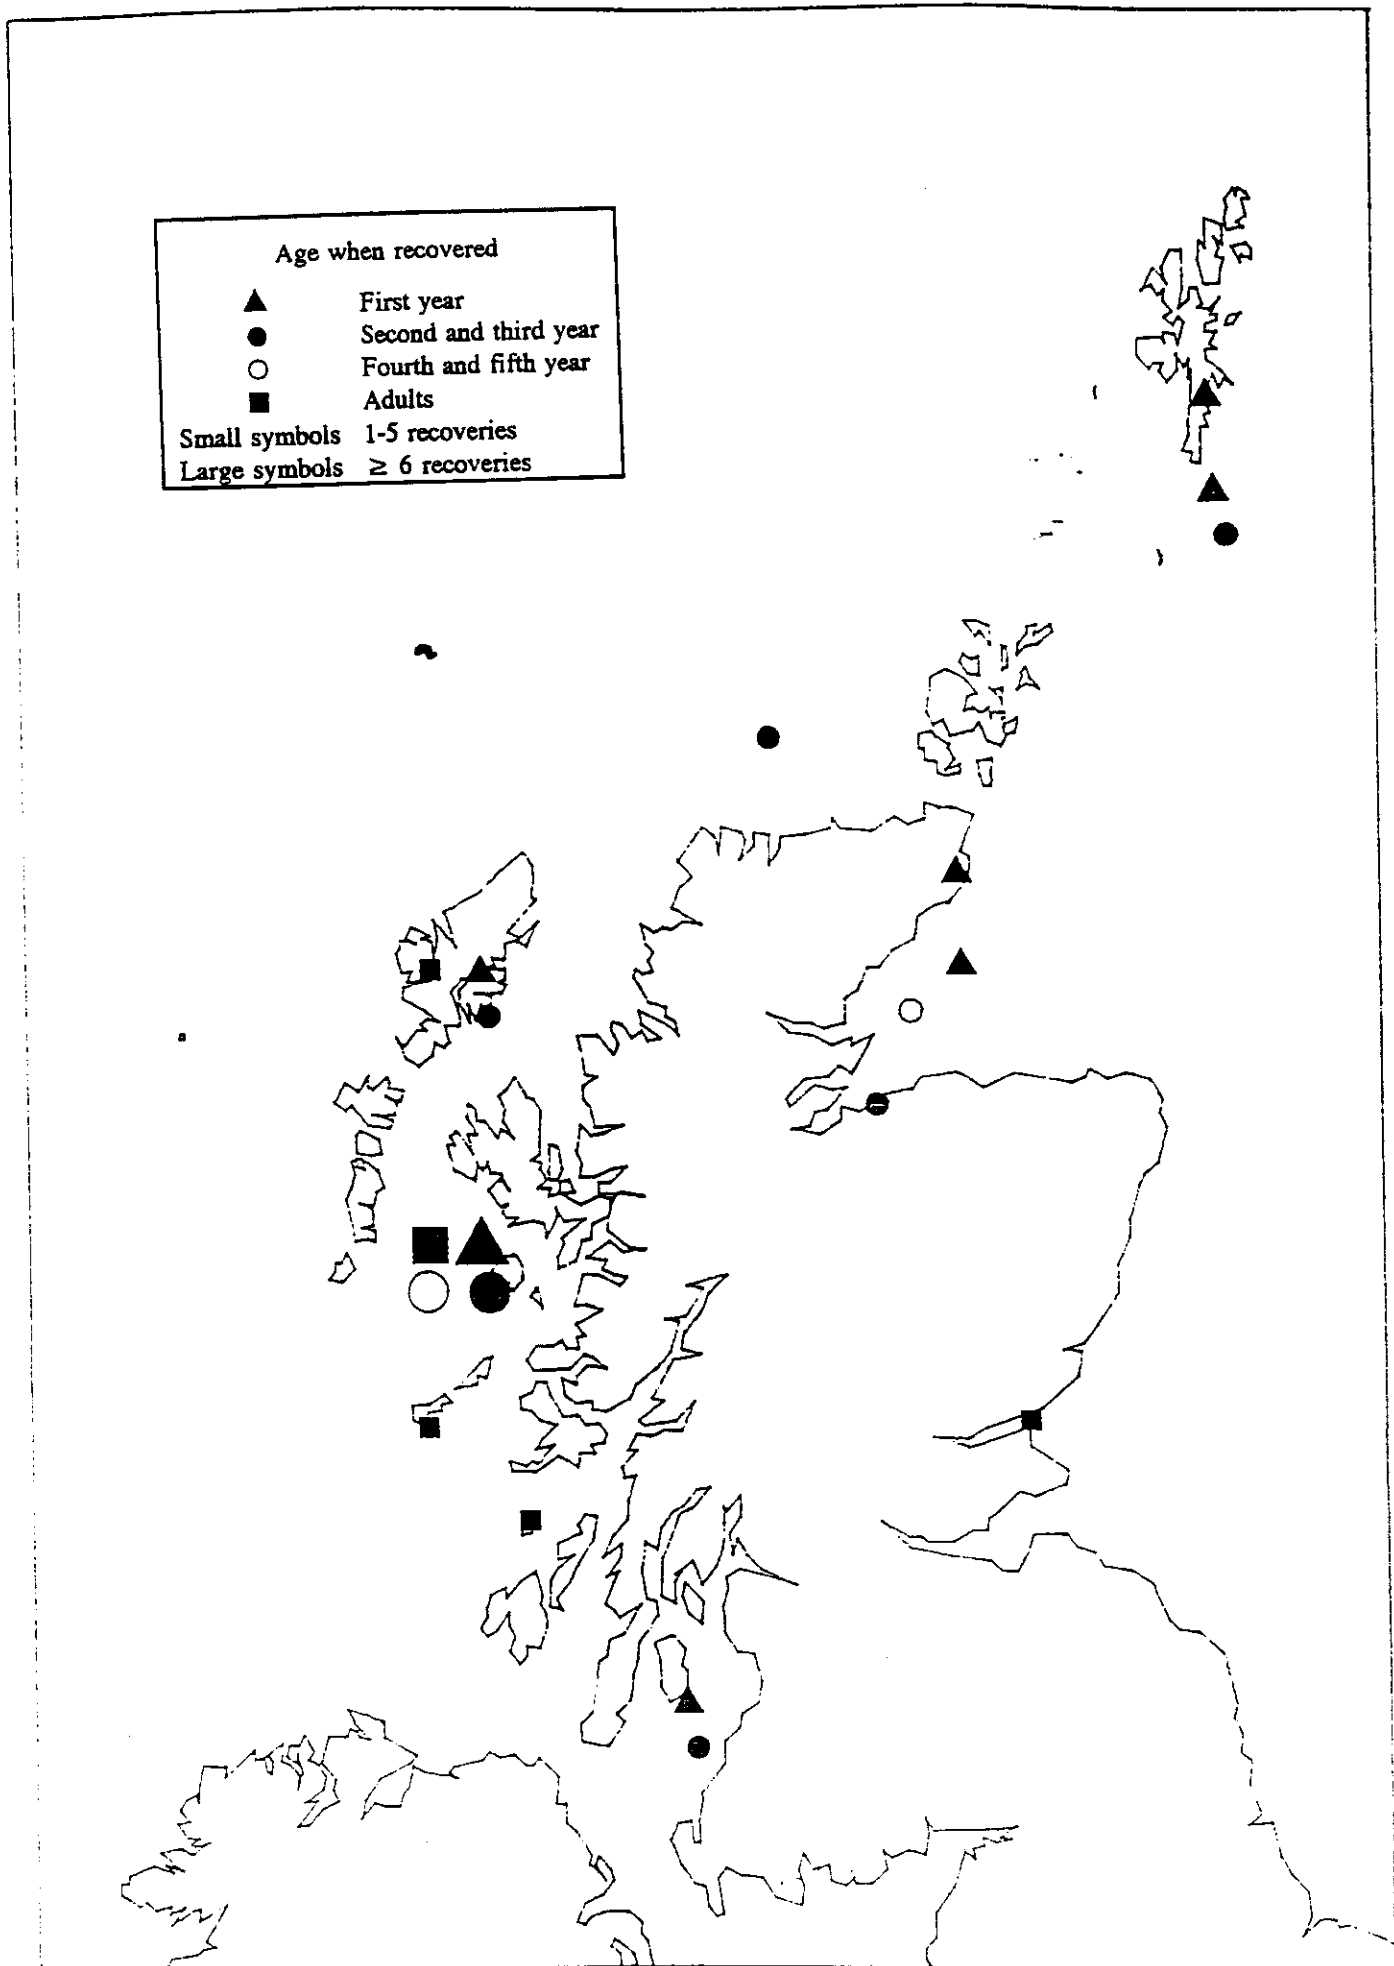 Age when recovered
First year
Second and third year
Fourth and fifth year
Adults
Small symbols 1-5 recoveries
Large symbols ≥ 6 recoveries